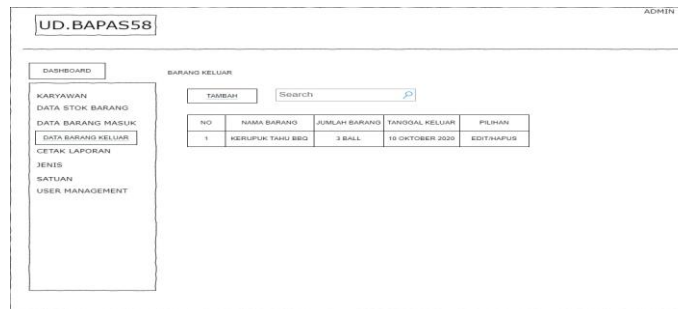 ADMIN
UD.BAPAS58
DASHBOARD
KARYAWAN
DATA STOK BARANG
DATA BARANG MASUK
DATA BARANG KELUAR
CETAK LAPORAN
JENIS
SATUAN
USER MANAGEMENT
BARANG KELUAR
TAMBAH Search
NO NAMA BARANG JUMLAH BARANG TANGGAL KELUAR PILIHAN
1 KERUPUK TAHU BBG 3 BALL 10 OKTOBER 2020 EDIT/HAPUS